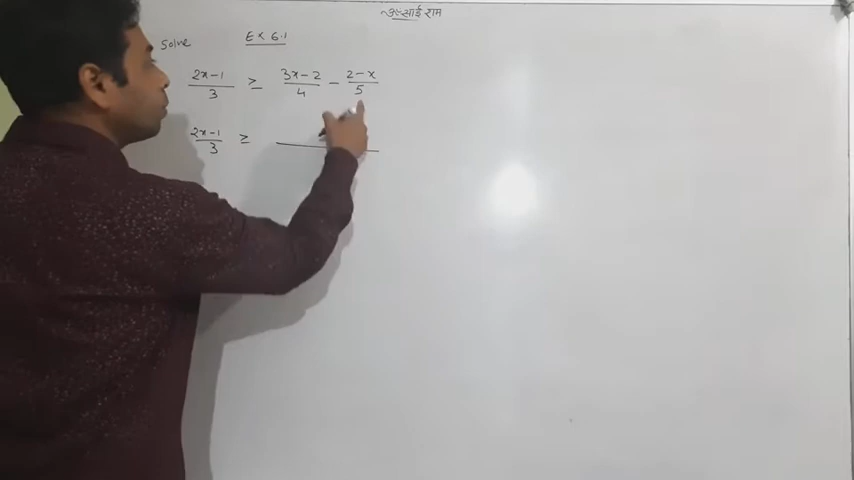 ॐ साईं राम
Solve Ex 6.1
(2x-1)/3 ≥ (3x-2)/4 - (2-x)/5
(2x-1)/3 ≥